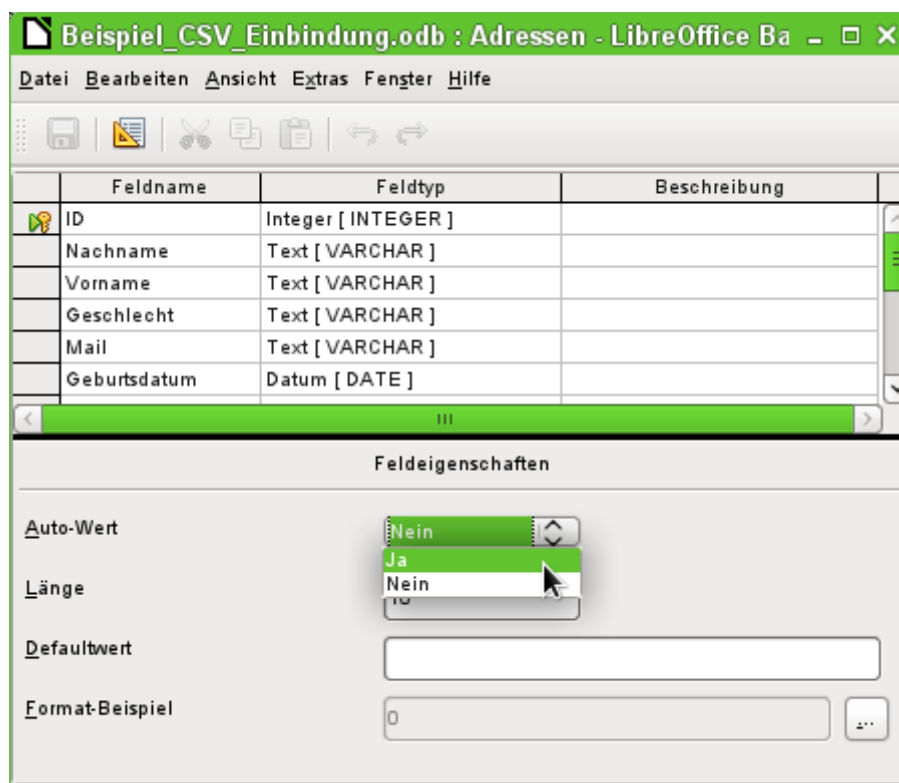 Beispiel_CSV_Einbindung.odb : Adressen - LibreOffice Ba
Datei Bearbeiten Ansicht Extras Fenster Hilfe
Feldname Feldtyp Beschreibung
ID Integer [ INTEGER ]
Nachname Text [ VARCHAR ]
Vorname Text [ VARCHAR ]
Geschlecht Text [ VARCHAR ]
Mail Text [ VARCHAR ]
Geburtsdatum Datum [ DATE ]
Feldeigenschaften
Auto-Wert Nein
Ja
Nein
Länge
Defaultwert
Format-Beispiel 0 ...